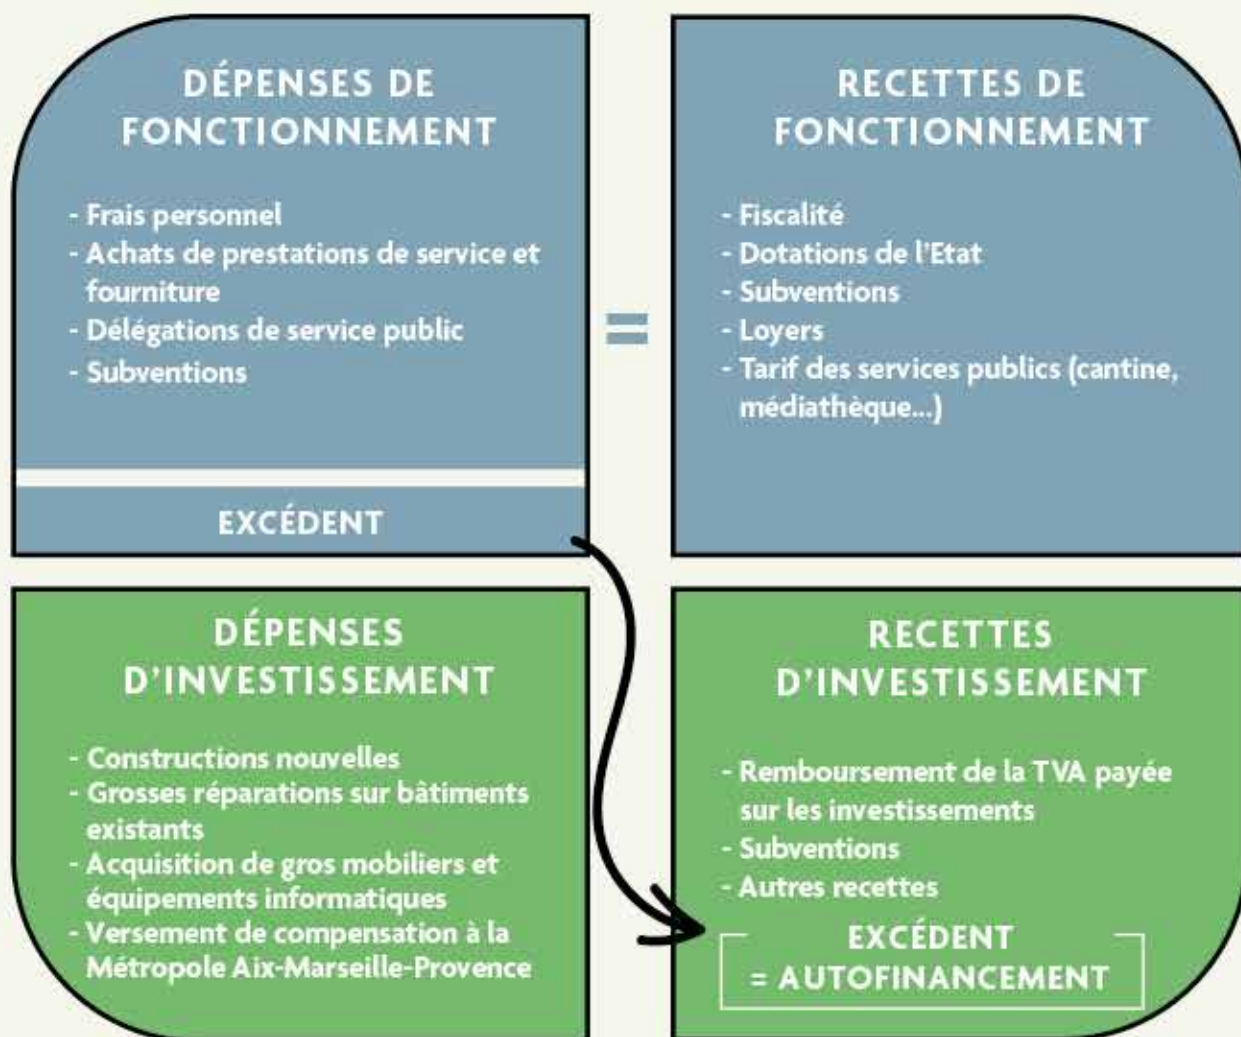 DÉPENSES DE
FONCTIONNEMENT
- Frais personnel
- Achats de prestations de service et
fourniture
- Délégations de service public
- Subventions
EXCÉDENT
=
RECETTES DE
FONCTIONNEMENT
- Fiscalité
- Dotations de l'Etat
- Subventions
- Loyers
- Tarif des services publics (cantine,
médiathèque...)
DÉPENSES
D'INVESTISSEMENT
- Constructions nouvelles
- Grosses réparations sur bâtiments
existants
- Acquisition de gros mobiliers et
équipements informatiques
- Versement de compensation à la
Métropole Aix-Marseille-Provence
RECETTES
D'INVESTISSEMENT
- Remboursement de la TVA payée
sur les investissements
- Subventions
- Autres recettes
EXCÉDENT
= AUTOFINANCEMENT